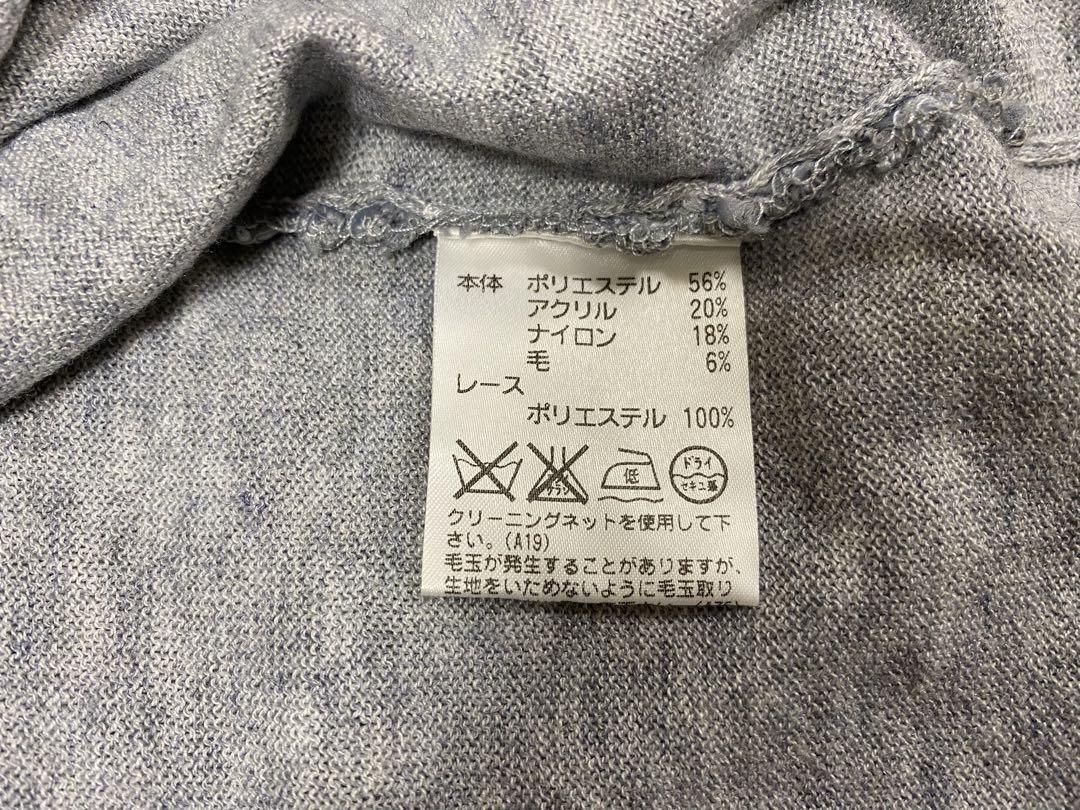 本体 ポリエステル 56%
アクリル 20%
ナイロン 18%
毛 6%
レース
ポリエステル 100%
低 ドライ
セキユ系
クリーニングネットを使用して下
さい。(A19)
毛玉が発生することがありますが、
生地をいためないように毛玉取り